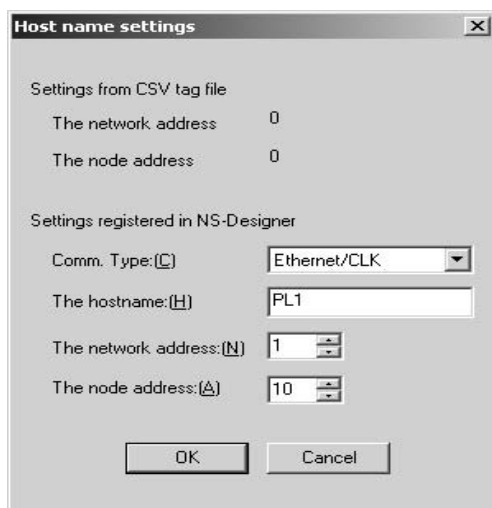 Host name settings
Settings from CSV tag file
The network address 0
The node address 0
Settings registered in NS-Designer
Comm. Type:(C) Ethernet/CLK
The hostname:(H) PL1
The network address:(N) 1
The node address:(A) 10
OK Cancel